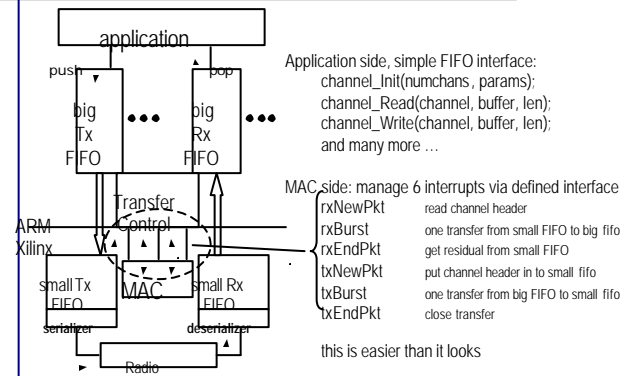 application
push
pop
big
Tx
FIFO
big
Rx
FIFO
Transfer
Control
ARM
Xilinx
small Tx
FIFO
MAC
small Rx
FIFO
serializer
deserializer
Radio
Application side, simple FIFO interface:
channel_Init(numchans, params);
channel_Read(channel, buffer, len);
channel_Write(channel, buffer, len);
and many more …
MAC side: manage 6 interrupts via defined interface
rxNewPkt read channel header
rxBurst one transfer from small FIFO to big fifo
rxEndPkt get residual from small FIFO
txNewPkt put channel header in to small fifo
txBurst one transfer from big FIFO to small fifo
txEndPkt close transfer
this is easier than it looks